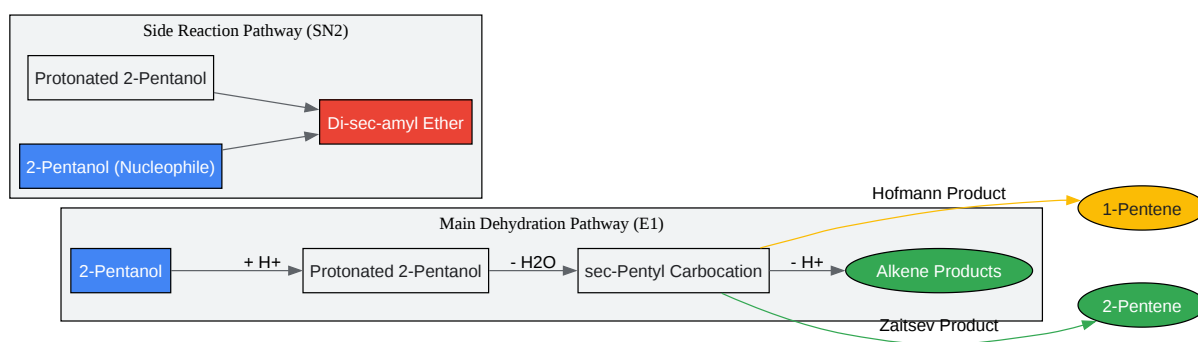 Side Reaction Pathway (SN2)
Protonated 2-Pentanol
Di-sec-amyl Ether
2-Pentanol (Nucleophile)
Main Dehydration Pathway (E1)
2-Pentanol
+ H+
Protonated 2-Pentanol
- H2O
sec-Pentyl Carbocation
- H+
Alkene Products
Hofmann Product
1-Pentene
Zaitsev Product
2-Pentene